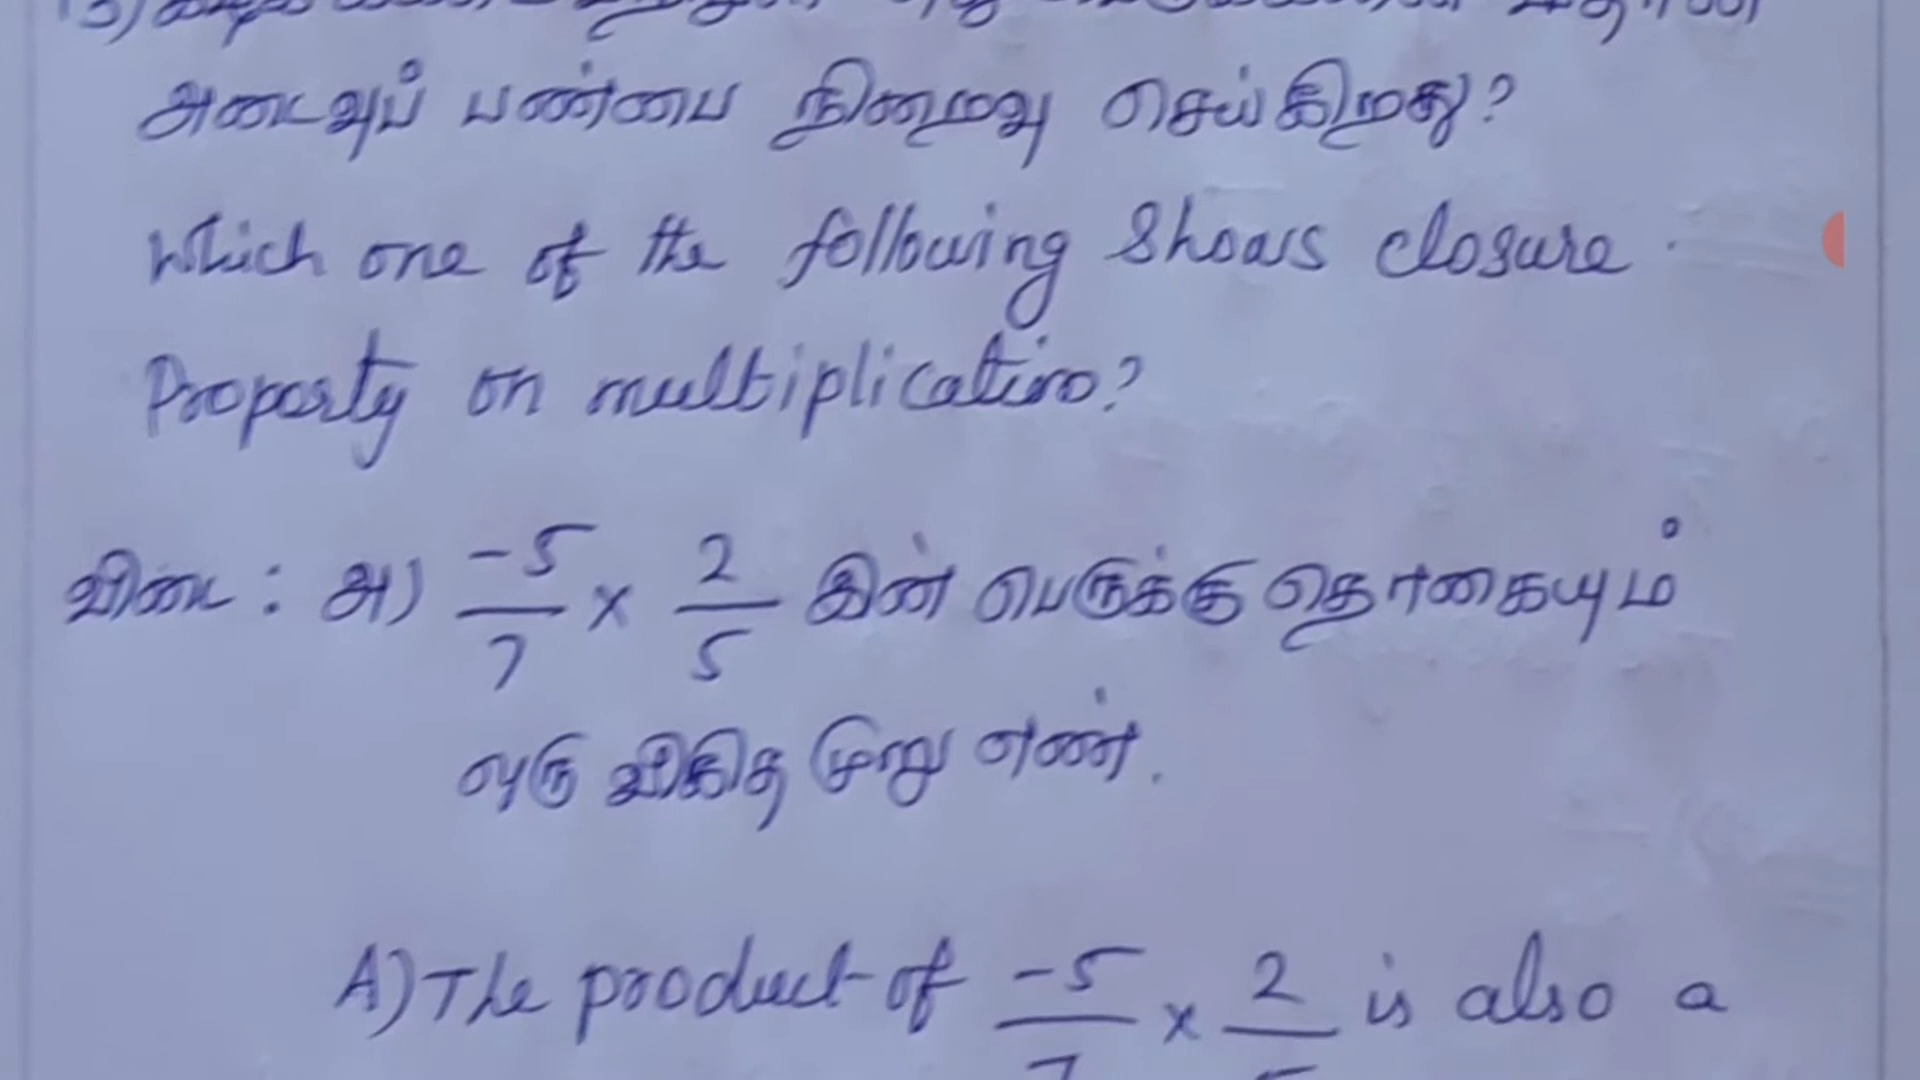 அடைவுப் பண்பை நிறைவு செய்கிறது?
Which one of the following Shows closure
Property on multiplication?
விடை : அ) -5/7 × 2/5 இன் பெருக்கு தொகையும்
ஒரு விகித முறு எண்.
A) The product of -5/7 × 2/5 is also a